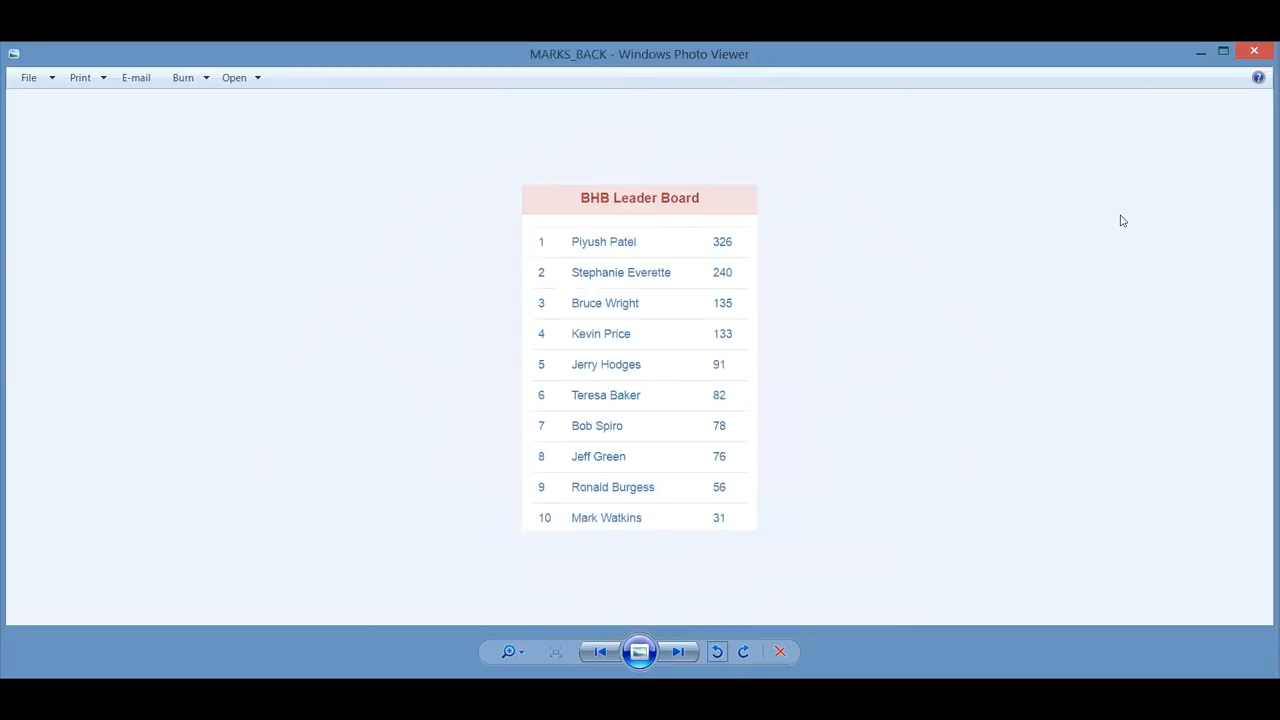 MARKS_BACK - Windows Photo Viewer
File Print E-mail Burn Open
BHB Leader Board
1 Piyush Patel 326
2 Stephanie Everette 240
3 Bruce Wright 135
4 Kevin Price 133
5 Jerry Hodges 91
6 Teresa Baker 82
7 Bob Spiro 78
8 Jeff Green 76
9 Ronald Burgess 56
10 Mark Watkins 31